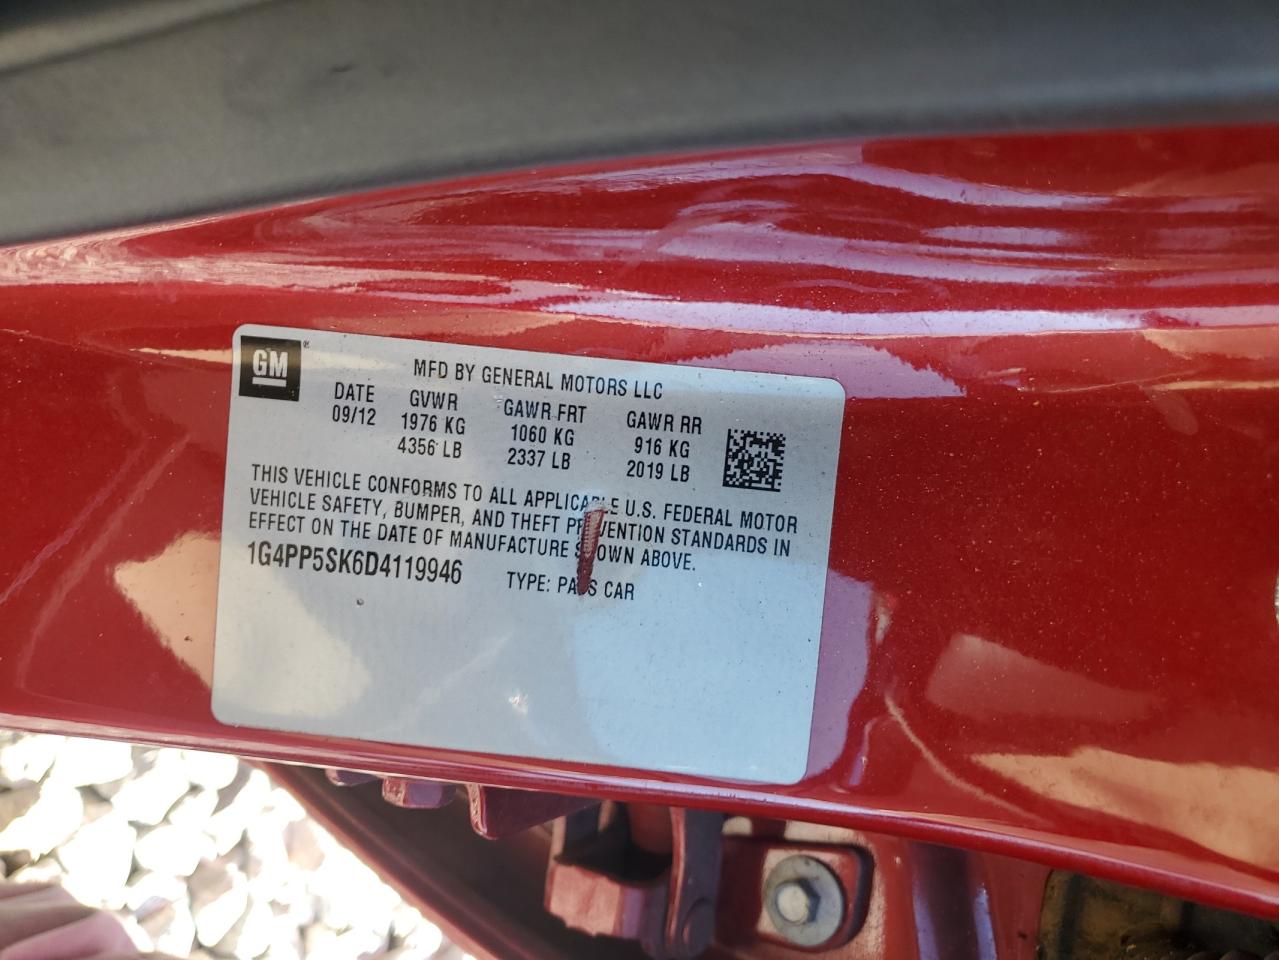 GM®
MFD BY GENERAL MOTORS LLC
DATE GVWR GAWR FRT GAWR RR
09/12 1976 KG 1060 KG 916 KG
4356 LB 2337 LB 2019 LB
THIS VEHICLE CONFORMS TO ALL APPLICABLE U.S. FEDERAL MOTOR
VEHICLE SAFETY, BUMPER, AND THEFT PREVENTION STANDARDS IN
EFFECT ON THE DATE OF MANUFACTURE SHOWN ABOVE.
1G4PP5SK6D4119946 TYPE: PASS CAR